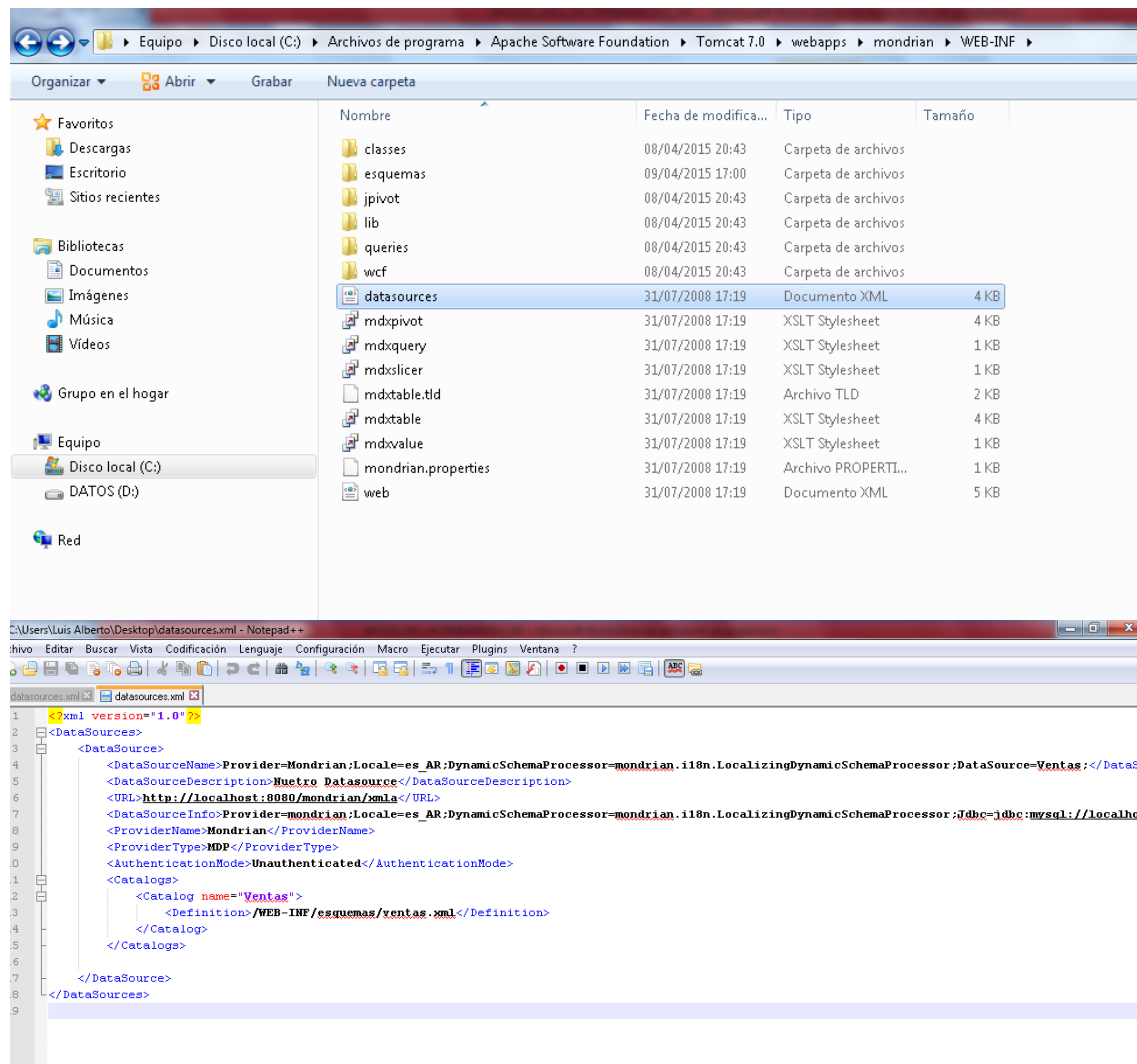 Equipo ▸ Disco local (C:) ▸ Archivos de programa ▸ Apache Software Foundation ▸ Tomcat 7.0 ▸ webapps ▸ mondrian ▸ WEB-INF ▸
Organizar Abrir Grabar Nueva carpeta
Favoritos
Descargas
Escritorio
Sitios recientes
Bibliotecas
Documentos
Imágenes
Música
Vídeos
Grupo en el hogar
Equipo
Disco local (C:)
DATOS (D:)
Red
Nombre Fecha de modifica... Tipo Tamaño
classes 08/04/2015 20:43 Carpeta de archivos
esquemas 09/04/2015 17:00 Carpeta de archivos
jpivot 08/04/2015 20:43 Carpeta de archivos
lib 08/04/2015 20:43 Carpeta de archivos
queries 08/04/2015 20:43 Carpeta de archivos
wcf 08/04/2015 20:43 Carpeta de archivos
datasources 31/07/2008 17:19 Documento XML 4 KB
mdxpivot 31/07/2008 17:19 XSLT Stylesheet 4 KB
mdxquery 31/07/2008 17:19 XSLT Stylesheet 1 KB
mdxslicer 31/07/2008 17:19 XSLT Stylesheet 1 KB
mdxtable.tld 31/07/2008 17:19 Archivo TLD 2 KB
mdxtable 31/07/2008 17:19 XSLT Stylesheet 4 KB
mdxvalue 31/07/2008 17:19 XSLT Stylesheet 1 KB
mondrian.properties 31/07/2008 17:19 Archivo PROPERTI... 1 KB
web 31/07/2008 17:19 Documento XML 5 KB
C:\Users\Luis Alberto\Desktop\datasources.xml - Notepad++
chivo Editar Buscar Vista Codificación Lenguaje Configuración Macro Ejecutar Plugins Ventana ?
ABC
datasources.xml datasources.xml
1 <?xml version="1.0"?>
2 <DataSources>
3 <DataSource>
4 <DataSourceName>Provider=Mondrian;Locale=es_AR;DynamicSchemaProcessor=mondrian.i18n.LocalizingDynamicSchemaProcessor;DataSource=Ventas;</DataS
5 <DataSourceDescription>Nuetro Datasource</DataSourceDescription>
6 <URL>http://localhost:8080/mondrian/xmla</URL>
7 <DataSourceInfo>Provider=mondrian;Locale=es_AR;DynamicSchemaProcessor=mondrian.i18n.LocalizingDynamicSchemaProcessor;Jdbc=jdbc:mysql://localho
8 <ProviderName>Mondrian</ProviderName>
9 <ProviderType>MDP</ProviderType>
.0 <AuthenticationMode>Unauthenticated</AuthenticationMode>
.1 <Catalogs>
.2 <Catalog name="Ventas">
.3 <Definition>/WEB-INF/esquemas/ventas.xml</Definition>
.4 </Catalog>
.5 </Catalogs>
.6
.7 </DataSource>
.8 </DataSources>
.9